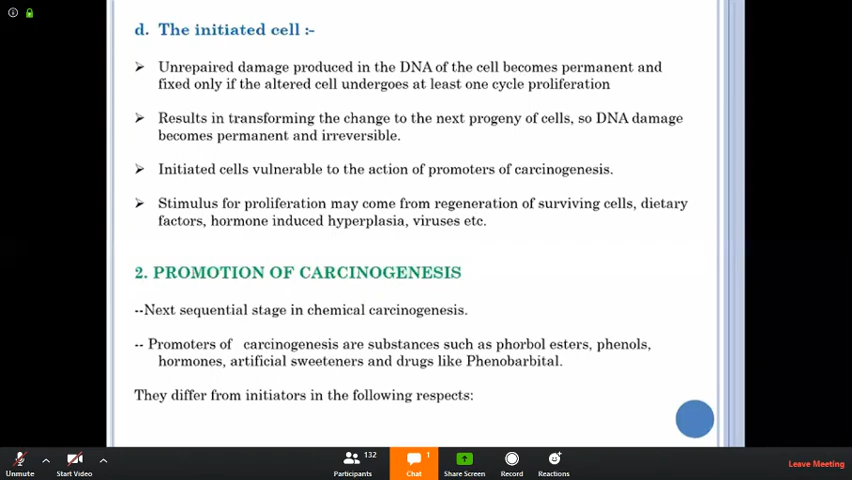 d. The initiated cell :-
Unrepaired damage produced in the DNA of the cell becomes permanent and
fixed only if the altered cell undergoes at least one cycle proliferation
Results in transforming the change to the next progeny of cells, so DNA damage
becomes permanent and irreversible.
Initiated cells vulnerable to the action of promoters of carcinogenesis.
Stimulus for proliferation may come from regeneration of surviving cells, dietary
factors, hormone induced hyperplasia, viruses etc.
2. PROMOTION OF CARCINOGENESIS
--Next sequential stage in chemical carcinogenesis.
-- Promoters of carcinogenesis are substances such as phorbol esters, phenols,
hormones, artificial sweeteners and drugs like Phenobarbital.
They differ from initiators in the following respects:
Unmute
Start Video
132
Participants
1
Chat
Share Screen
Record
Reactions
Leave Meeting